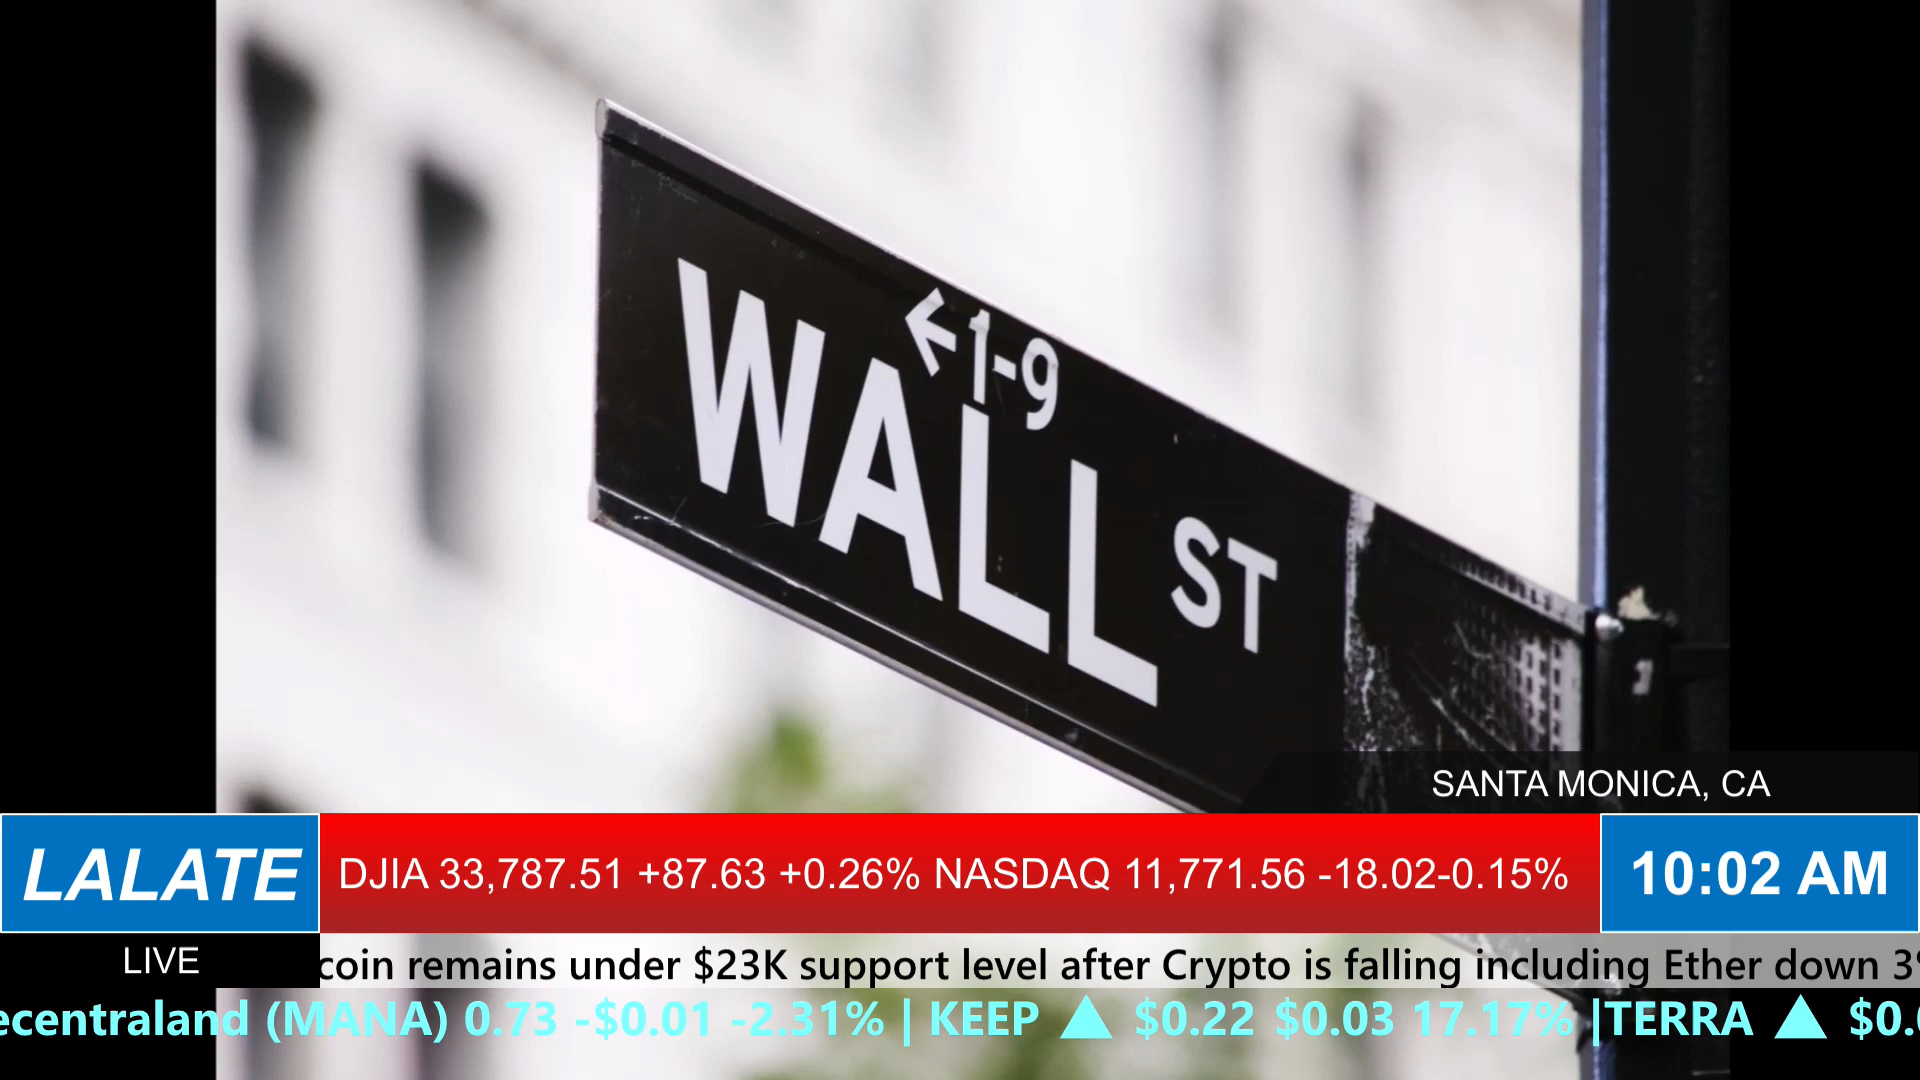 ←1-9
WALL ST
SANTA MONICA, CA
LALATE
DJIA 33,787.51 +87.63 +0.26% NASDAQ 11,771.56 -18.02-0.15%
10:02 AM
LIVE
coin remains under $23K support level after Crypto is falling including Ether down 3%
ecentraland (MANA) 0.73 -$0.01 -2.31% | KEEP ▲ $0.22 $0.03 17.17% |TERRA ▲ $0.